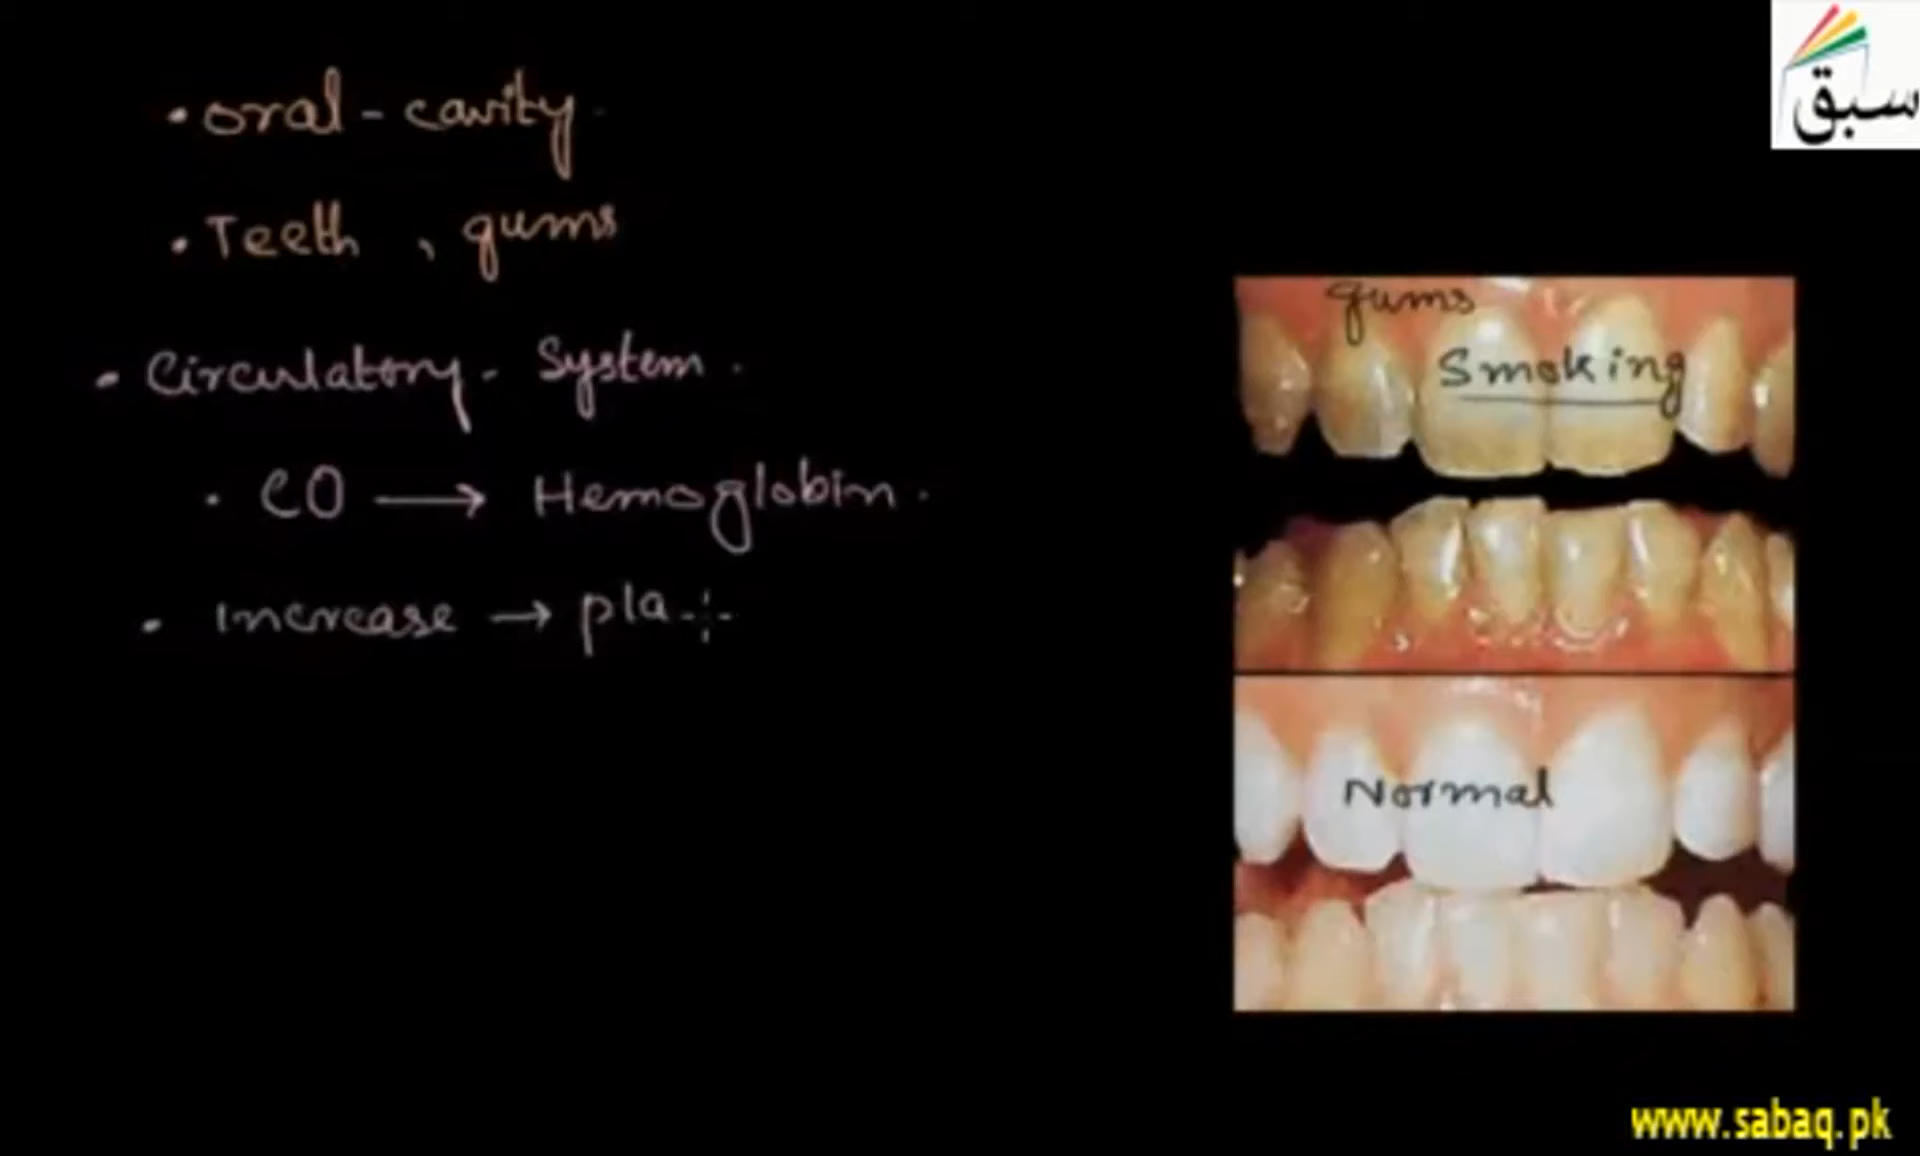 • Oral - cavity.
• Teeth , gums
• Circulatory - System.
• CO → Hemoglobin.
• Increase → pla
سبق
gums
Smoking
Normal
www.sabaq.pk